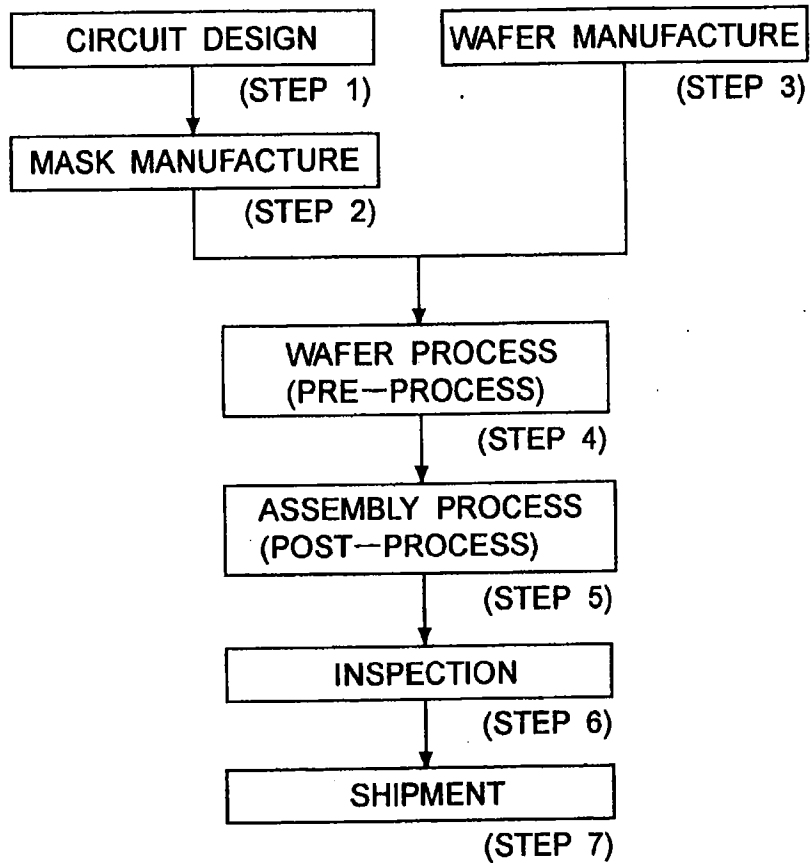 CIRCUIT DESIGN
(STEP 1)
MASK MANUFACTURE
(STEP 2)
WAFER MANUFACTURE
(STEP 3)
WAFER PROCESS
(PRE—PROCESS)
(STEP 4)
ASSEMBLY PROCESS
(POST—PROCESS)
(STEP 5)
INSPECTION
(STEP 6)
SHIPMENT
(STEP 7)